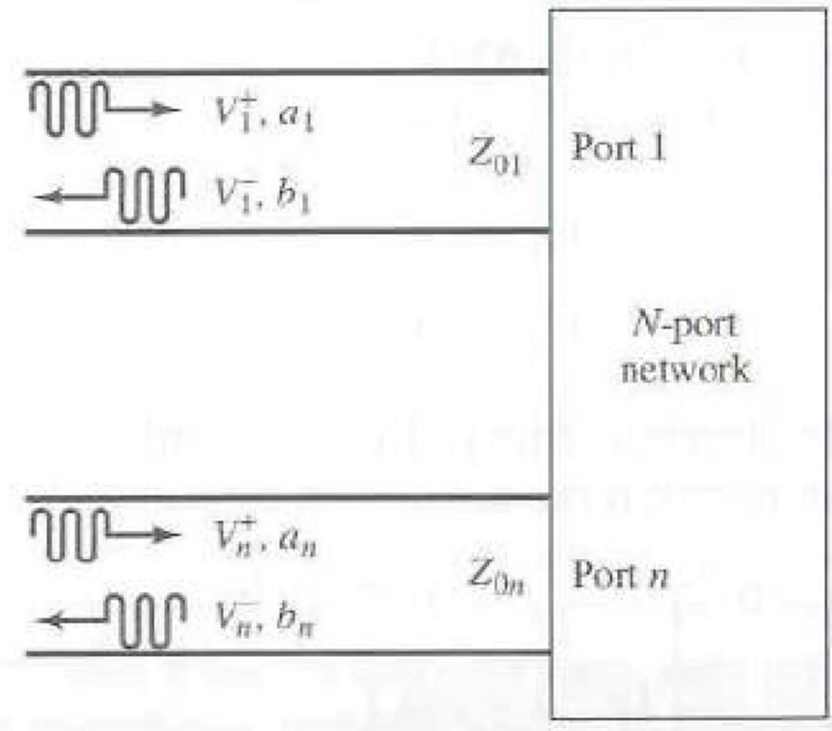 V₁⁺, a₁
Z₀₁ Port 1
V₁⁻, b₁
N-port
network
Vₙ⁺, aₙ
Z₀ₙ Port n
Vₙ⁻, bₙ